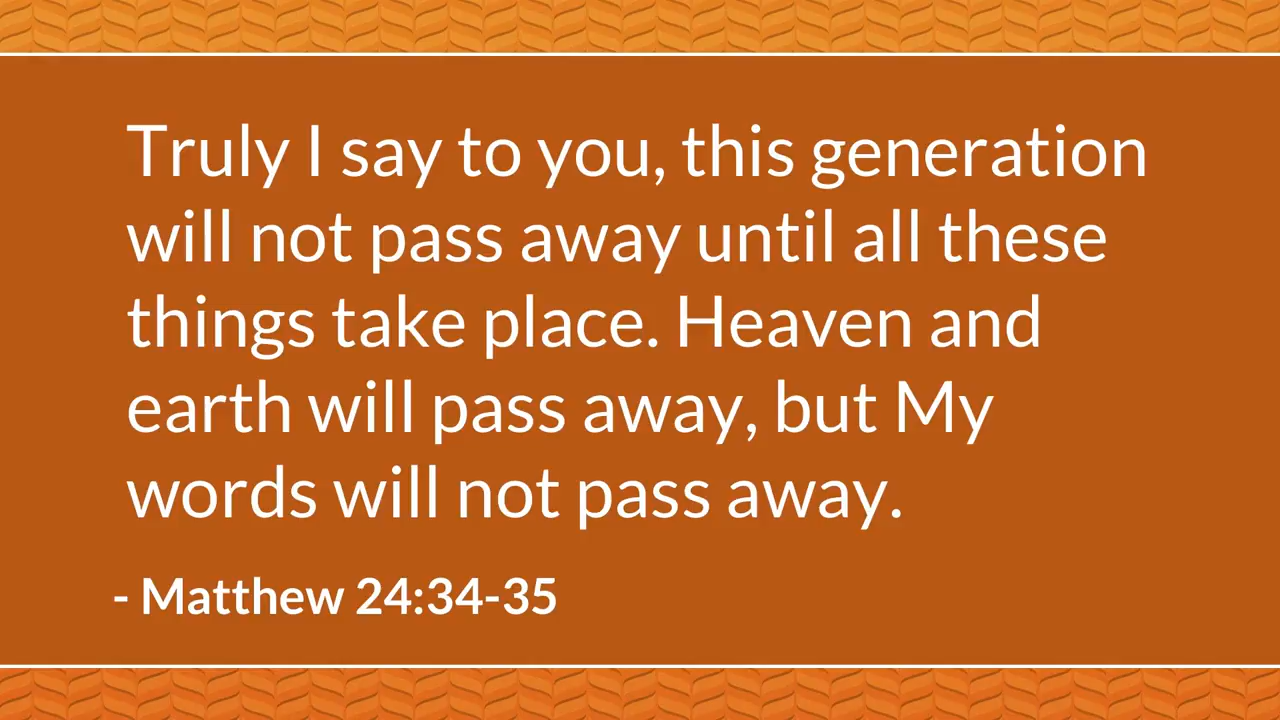 Truly I say to you, this generation
will not pass away until all these
things take place. Heaven and
earth will pass away, but My
words will not pass away.
- Matthew 24:34-35